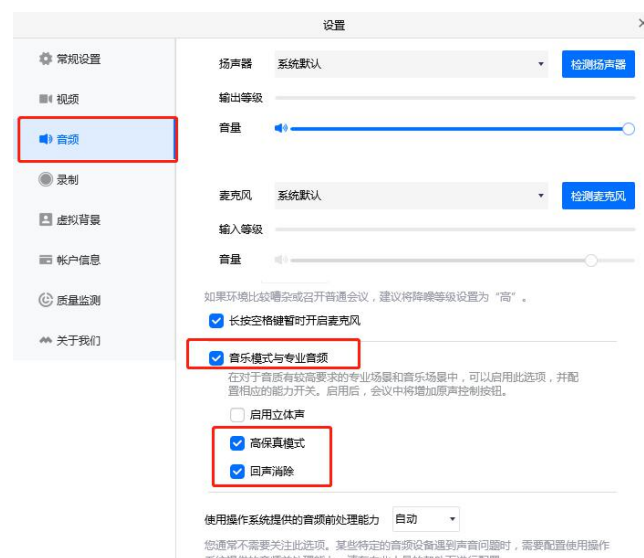 设置
常规设置
视频
音频
录制
虚拟背景
帐户信息
质量监测
关于我们
扬声器 系统默认 检测扬声器
输出等级
音量
麦克风 系统默认 检测麦克风
输入等级
音量
如果环境比较嘈杂或召开普通会议，建议将降噪等级设置为“高”。
长按空格键暂时开启麦克风
音乐模式与专业音频
在对于音质有较高要求的专业场景和音乐场景中，可以启用此选项，并配
置相应的能力开关。启用后，会议中将增加原声控制按钮。
启用立体声
高保真模式
回声消除
使用操作系统提供的音频前处理能力 自动
您通常不需要关注此选项。某些特定的音频设备遇到声音问题时，需要配置使用操作